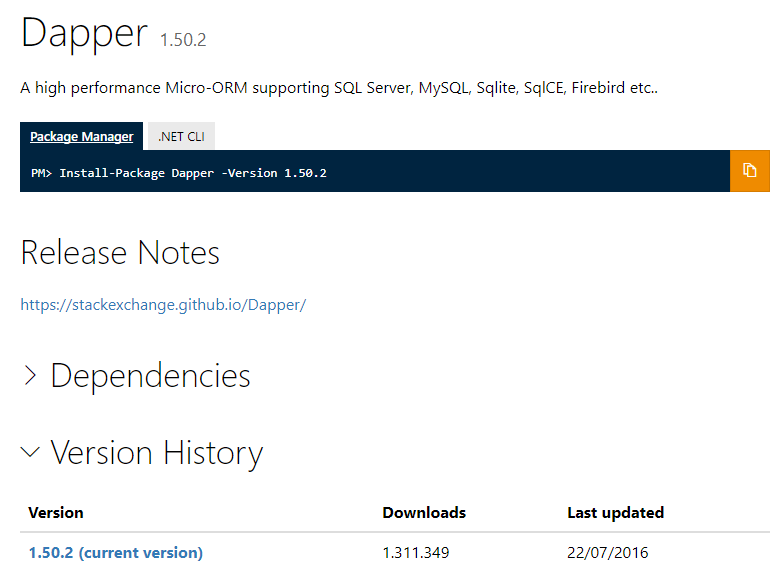 Dapper 1.50.2
A high performance Micro-ORM supporting SQL Server, MySQL, Sqlite, SqlCE, Firebird etc..
Package Manager .NET CLI
PM> Install-Package Dapper -Version 1.50.2
Release Notes
https://stackexchange.github.io/Dapper/
Dependencies
Version History
Version Downloads Last updated
1.50.2 (current version) 1.311.349 22/07/2016